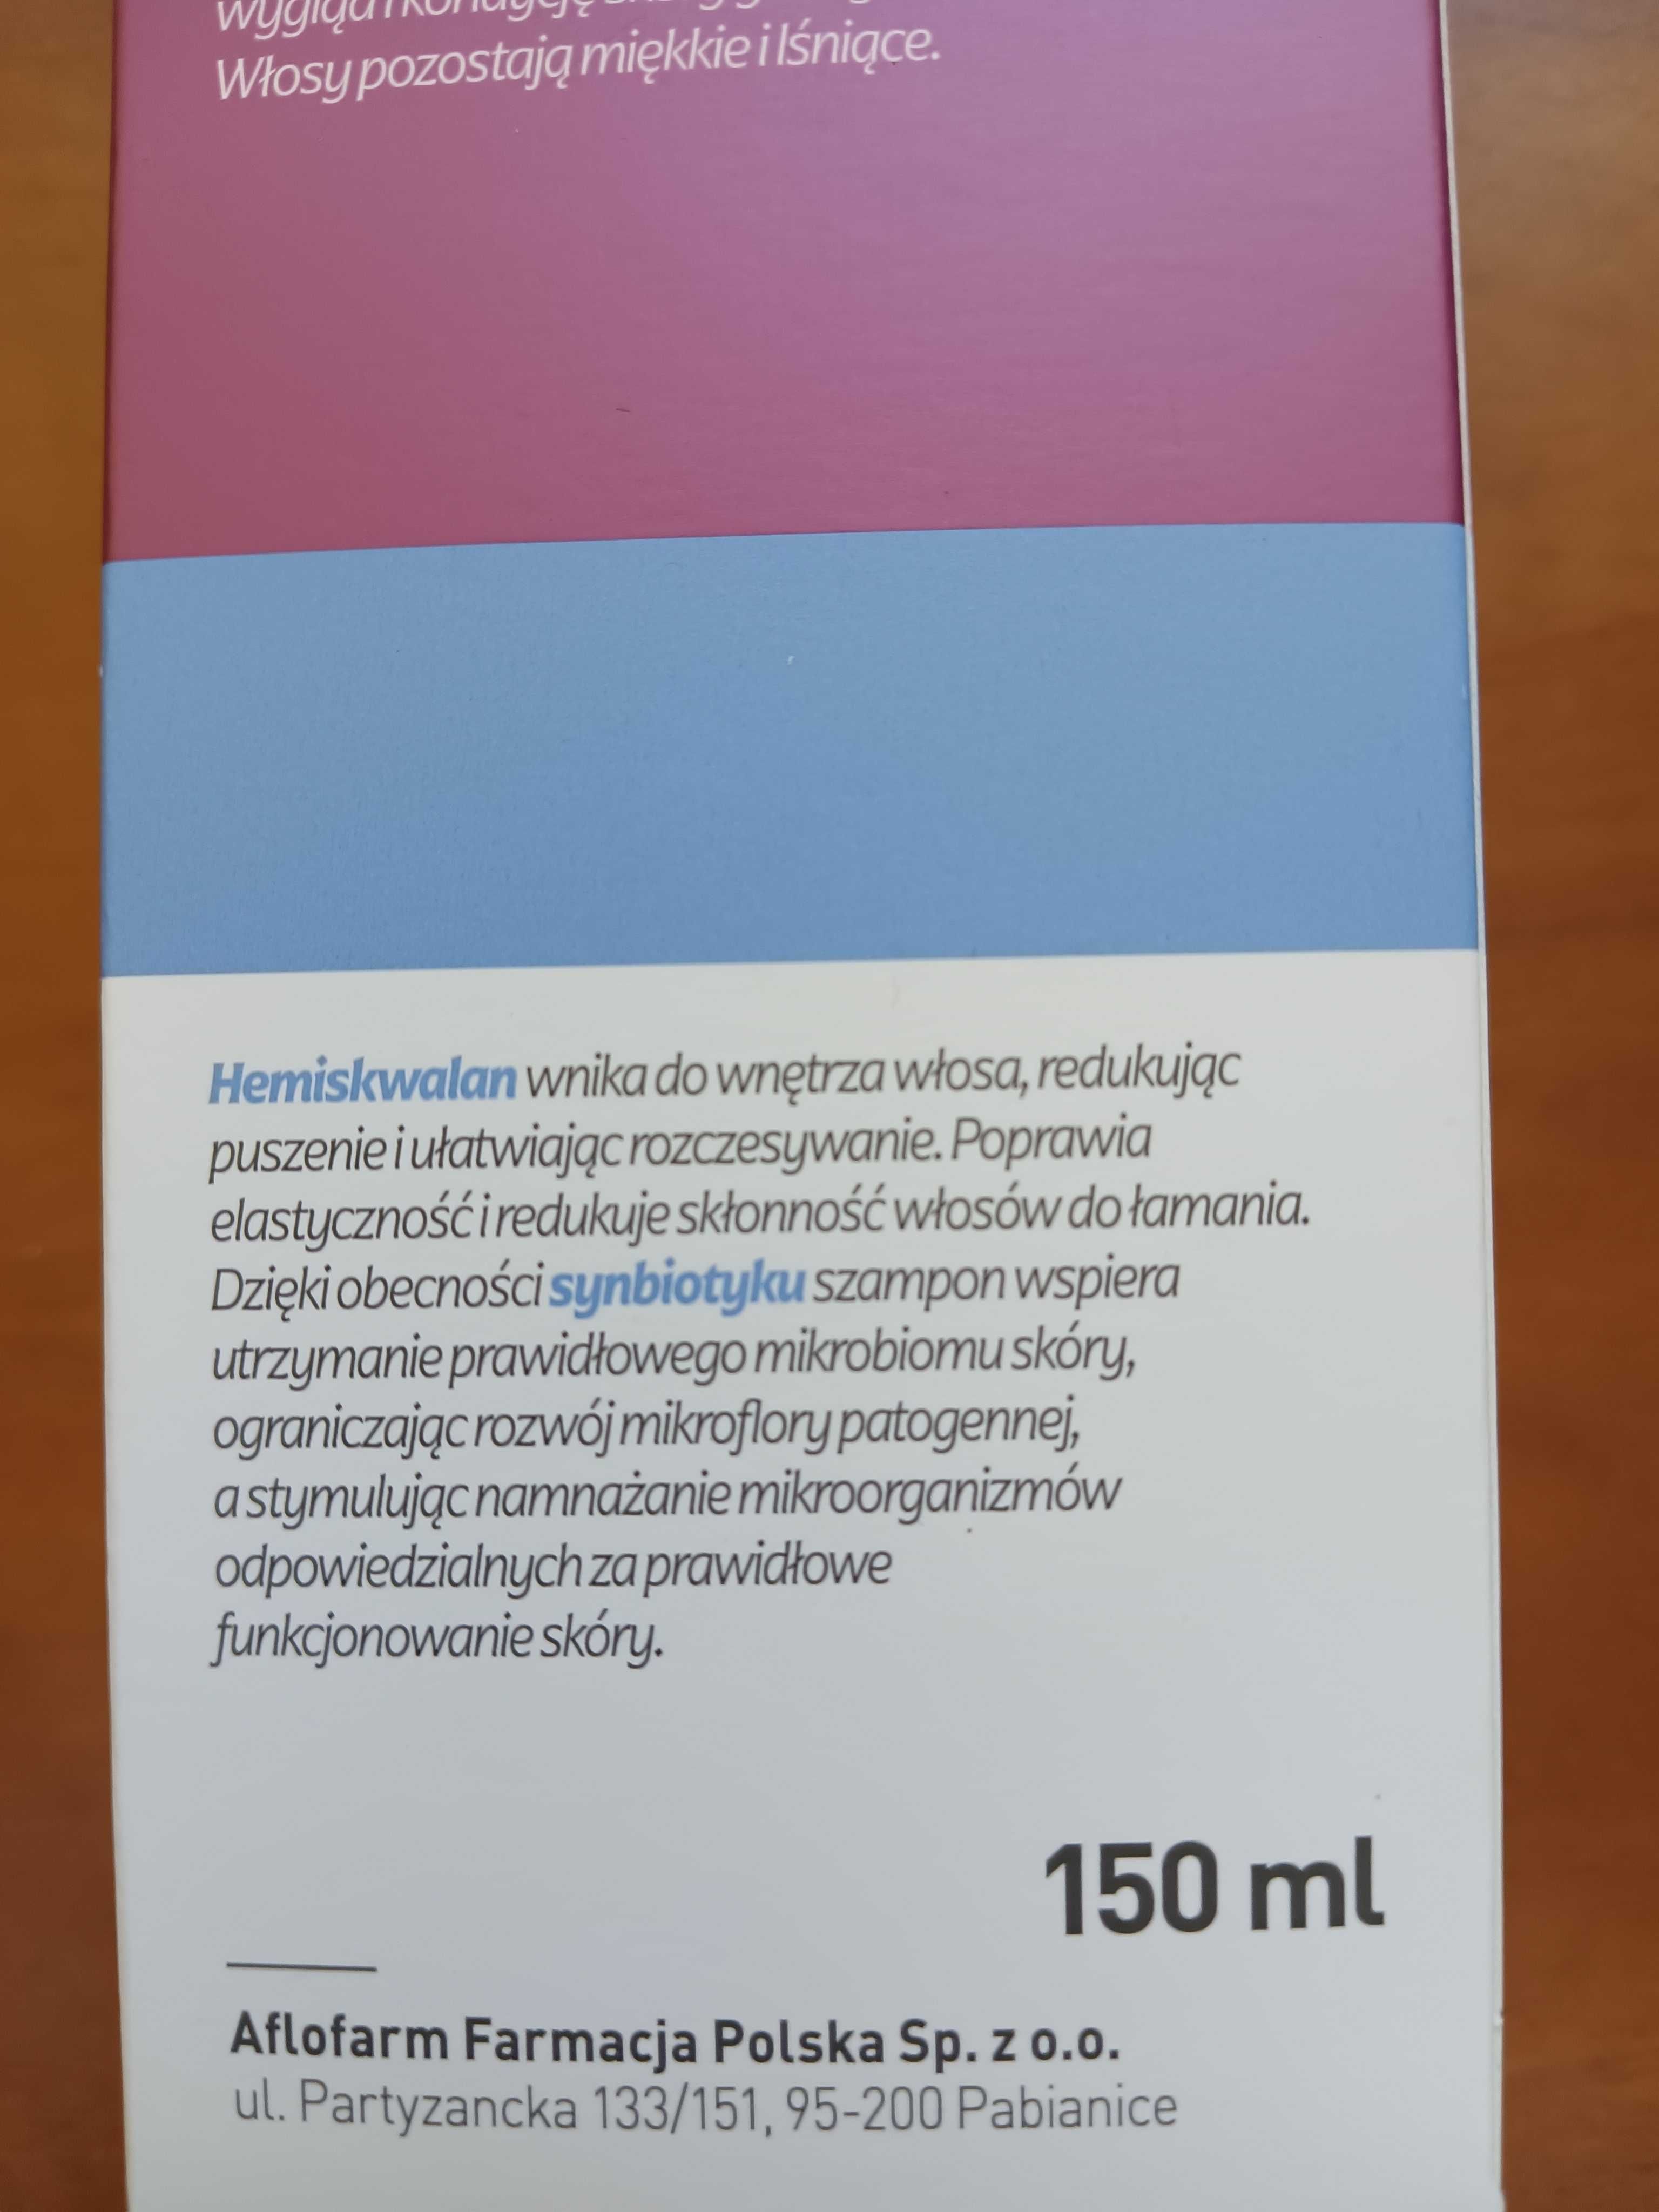 wygląd i kondycję
Włosy pozostają miękkie i lśniące.
Hemiskwalan wnika do wnętrza włosa, redukując
puszenie i ułatwiając rozczesywanie. Poprawia
elastyczność i redukuje skłonność włosów do łamania.
Dzięki obecności synbiotyku szampon wspiera
utrzymanie prawidłowego mikrobiomu skóry,
ograniczając rozwój mikroflory patogennej,
a stymulując namnażanie mikroorganizmów
odpowiedzialnych za prawidłowe
funkcjonowanie skóry.
150 ml
Aflofarm Farmacja Polska Sp. z o.o.
ul. Partyzancka 133/151, 95-200 Pabianice